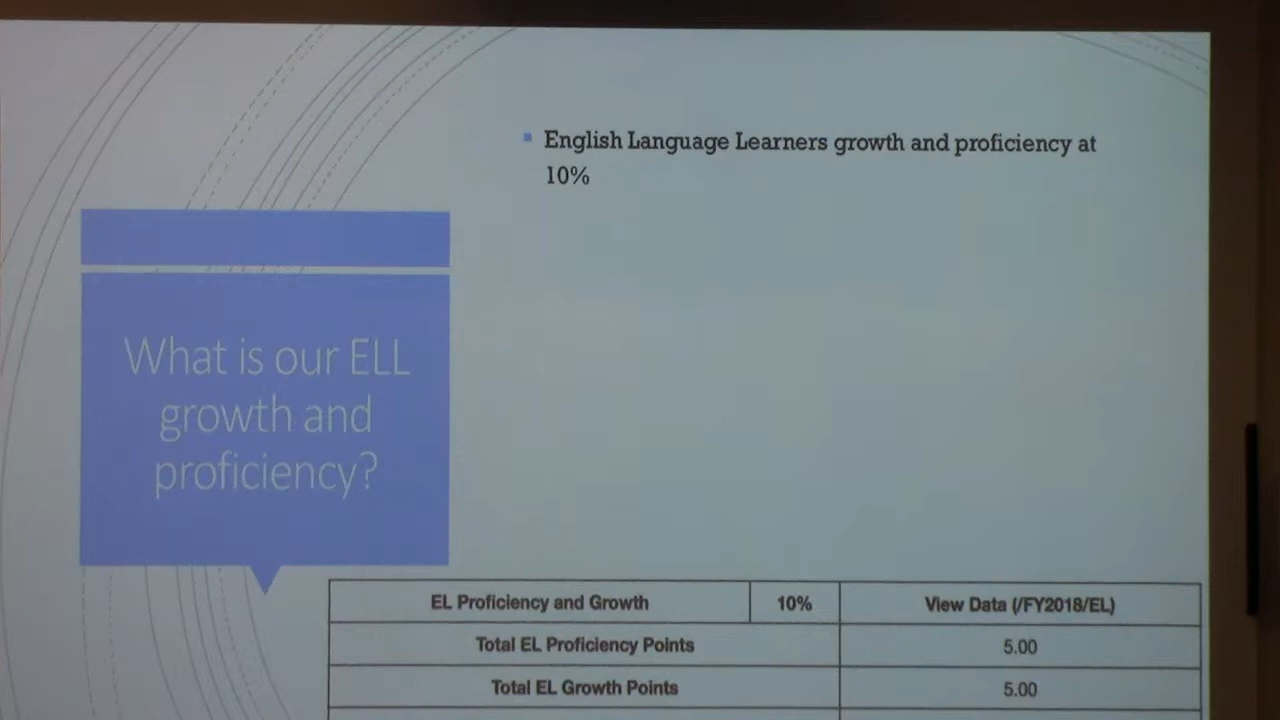 English Language Learners growth and proficiency at
10%
What is our ELL
growth and
proficiency?
EL Proficiency and Growth 10% View Data (/FY2018/EL)
Total EL Proficiency Points 5.00
Total EL Growth Points 5.00